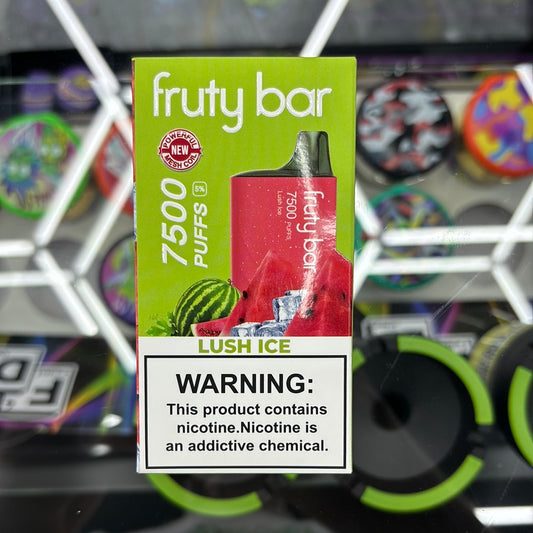 fruty bar
POWERFUL
NEW
MESH COIL
7500
PUFFS 5%
fruty bar
7500 PUFFS
Lush Ice
LUSH ICE
WARNING:
This product contains
nicotine.Nicotine is
an addictive chemical.